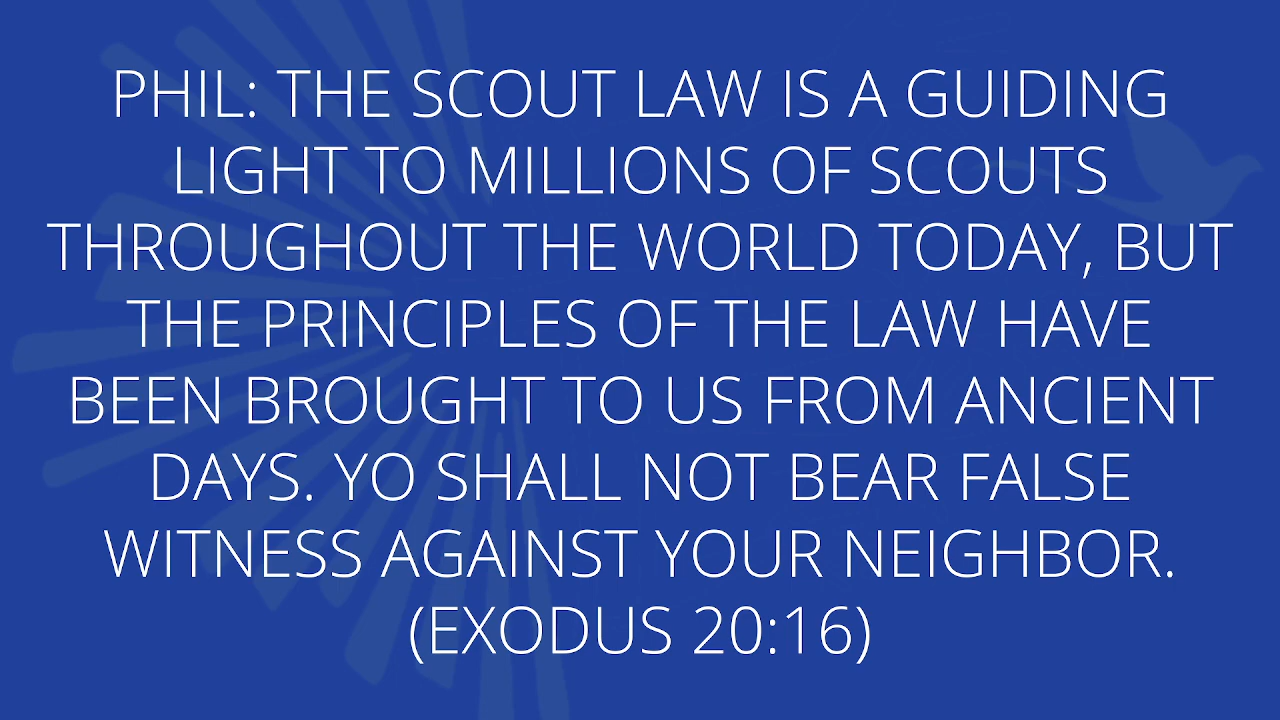 PHIL: THE SCOUT LAW IS A GUIDING
LIGHT TO MILLIONS OF SCOUTS
THROUGHOUT THE WORLD TODAY, BUT
THE PRINCIPLES OF THE LAW HAVE
BEEN BROUGHT TO US FROM ANCIENT
DAYS. YO SHALL NOT BEAR FALSE
WITNESS AGAINST YOUR NEIGHBOR.
(EXODUS 20:16)